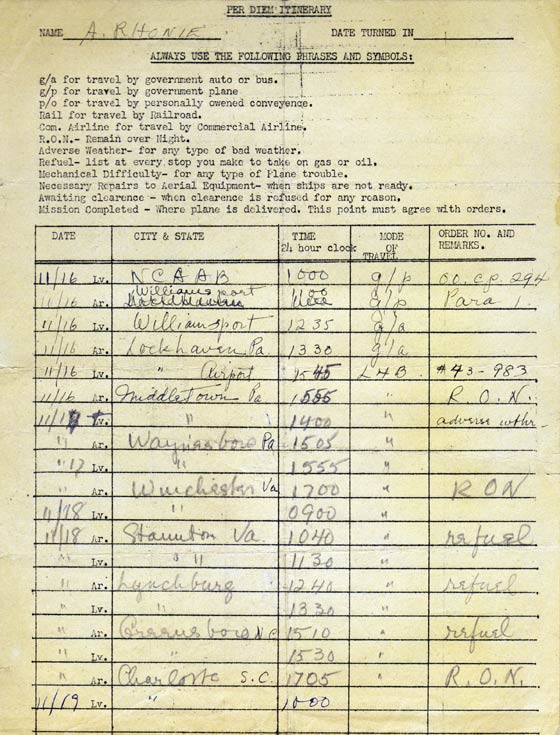 PER DIEM ITINERARY
NAME A. RHONIE DATE TURNED IN
ALWAYS USE THE FOLLOWING PHRASES AND SYMBOLS:
g/a for travel by government auto or bus.
g/p for travel by government plane
p/o for travel by personally owened conveyence.
Rail for travel by Railroad.
Com. Airline for travel by Commercial Airline.
R.O.N.- Remain over Night.
Adverse Weather- for any type of bad weather.
Refuel- list at every stop you make to take on gas or oil.
Mechanical Difficulty- for any type of Plane trouble.
Necessary Repairs to Aerial Equipment- when ships are not ready.
Awaiting clearence - when clearence is refused for any reason.
Mission Completed - Where plane is delivered. This point must agree with orders.
DATE CITY & STATE TIME 24 hour clock MODE OF TRAVEL ORDER NO. AND REMARKS.
11/16 Lv. NCAAB 1000 g/p 294
11/16 Ar. Williamsport g/p Para 1.
11/16 Lv. Williamsport 1235 g/a
11/16 Ar. Lockhaven Pa. 1330 g/a
11/16 Lv. " Airport 1545 L4B #43-983
11/16 Ar. Middletown Pa. 1555 " R.O.N.
Lv. " 1400 " adverse wthr.
" Ar. Waynesboro Pa 1505 "
" 17 Lv. " 1555 "
" Ar. Winchester Va 1700 " RON
11/18 Lv. " 0900 "
11/18 Ar. Staunton Va. 1040 " refuel
" Lv. " " 1130 "
" Ar. Lynchburg 1240 " refuel
" Lv. " 1330 "
" Ar. Greensboro N.C 1510 " refuel
" Lv. " 1530 "
" Ar. Charlotte S.C. 1705 " R.O.N.
11/19 Lv. " 1000